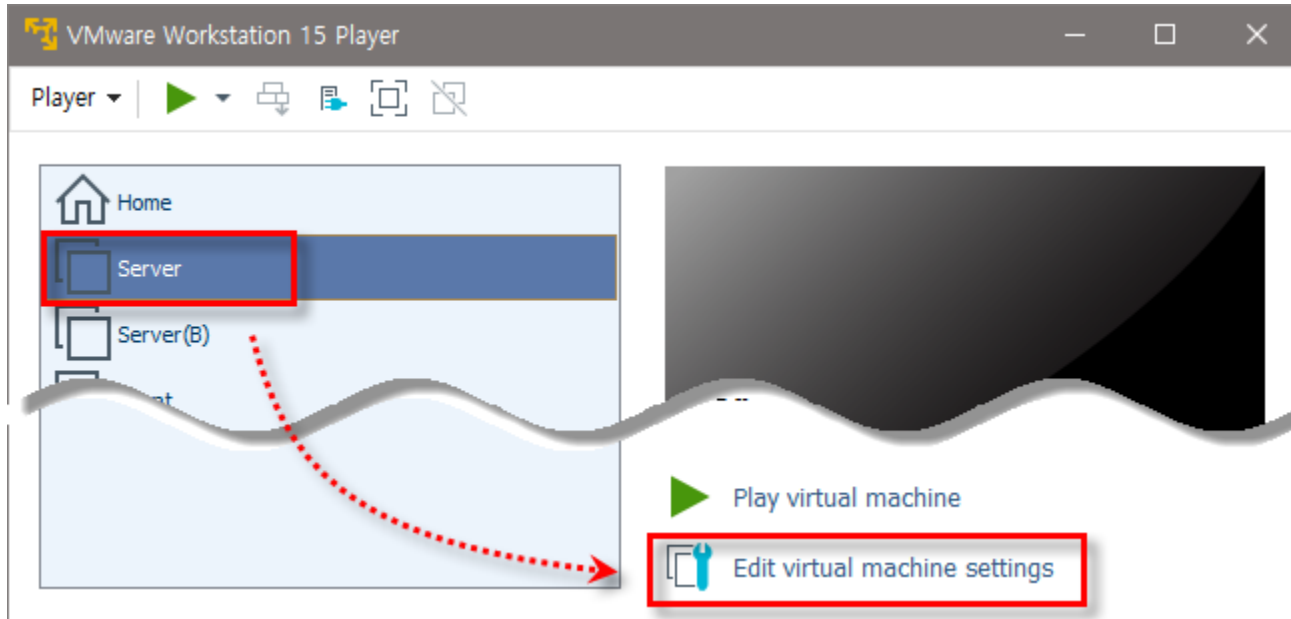 VMware Workstation 15 Player
Player
Home
Server
Server(B)
Play virtual machine
Edit virtual machine settings